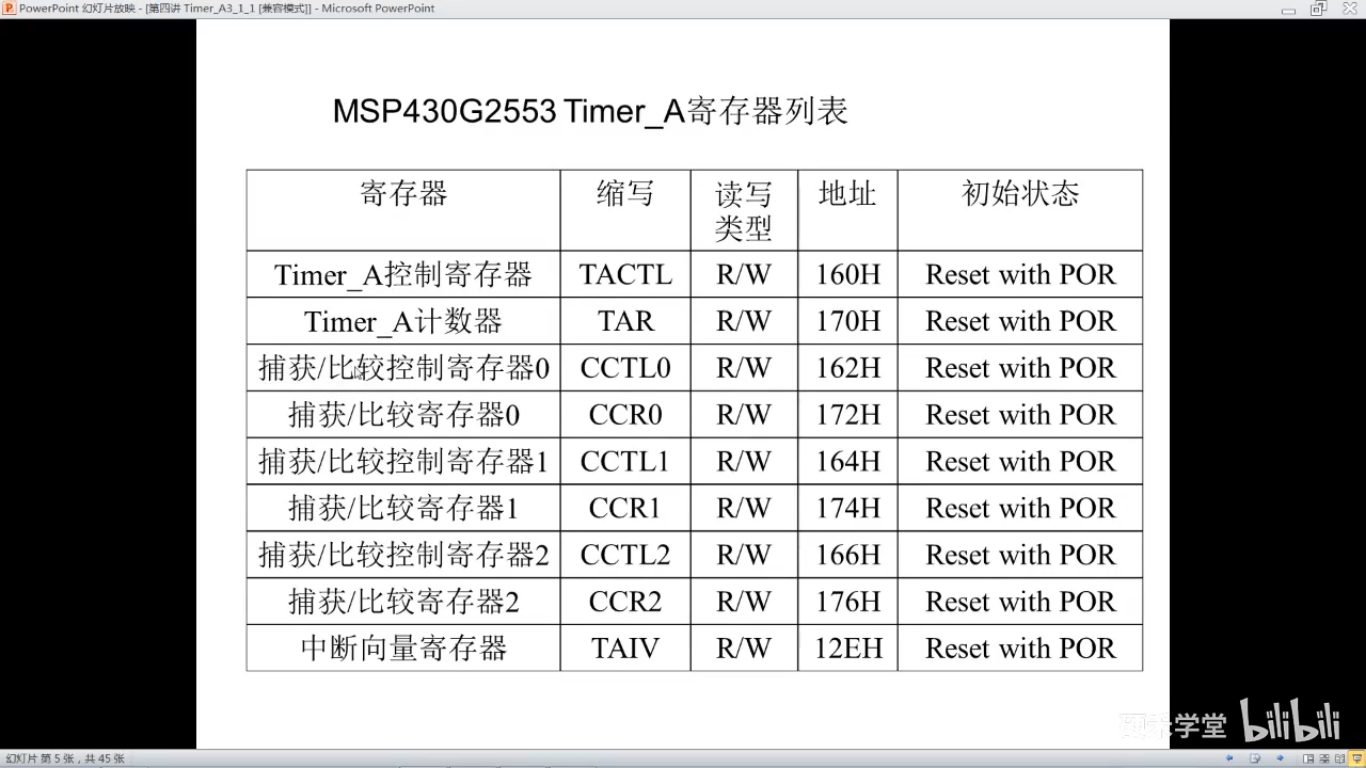 PowerPoint 幻灯片放映 - [第四讲 Timer_A3_1_1 [兼容模式]] - Microsoft PowerPoint
MSP430G2553 Timer_A寄存器列表
寄存器 缩写 读写类型 地址 初始状态
Timer_A控制寄存器 TACTL R/W 160H Reset with POR
Timer_A计数器 TAR R/W 170H Reset with POR
捕获/比较控制寄存器0 CCTL0 R/W 162H Reset with POR
捕获/比较寄存器0 CCR0 R/W 172H Reset with POR
捕获/比较控制寄存器1 CCTL1 R/W 164H Reset with POR
捕获/比较寄存器1 CCR1 R/W 174H Reset with POR
捕获/比较控制寄存器2 CCTL2 R/W 166H Reset with POR
捕获/比较寄存器2 CCR2 R/W 176H Reset with POR
中断向量寄存器 TAIV R/W 12EH Reset with POR
学堂 bilibili
幻灯片 第 5 张，共 45 张